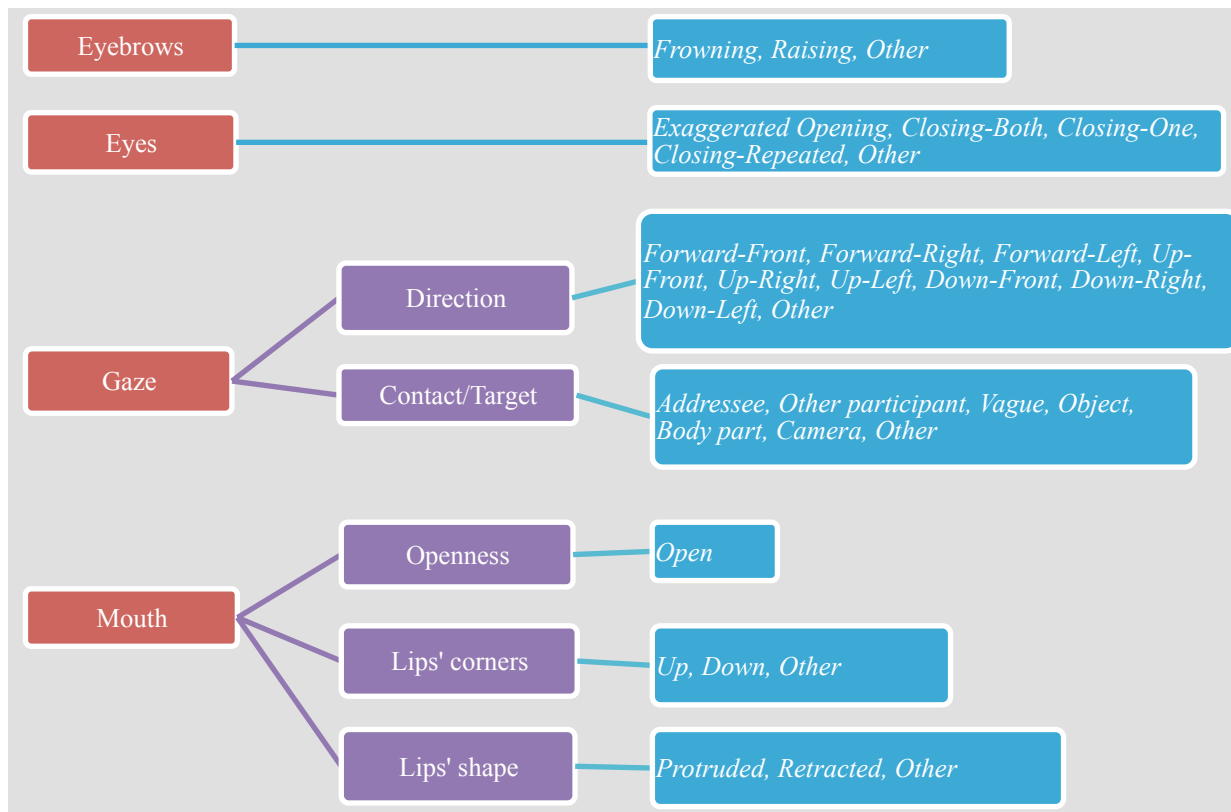 Eyebrows
Frowning, Raising, Other
Eyes
Exaggerated Opening, Closing-Both, Closing-One,
Closing-Repeated, Other
Gaze
Direction
Forward-Front, Forward-Right, Forward-Left, Up-
Front, Up-Right, Up-Left, Down-Front, Down-Right,
Down-Left, Other
Contact/Target
Addressee, Other participant, Vague, Object,
Body part, Camera, Other
Mouth
Openness
Open
Lips' corners
Up, Down, Other
Lips' shape
Protruded, Retracted, Other